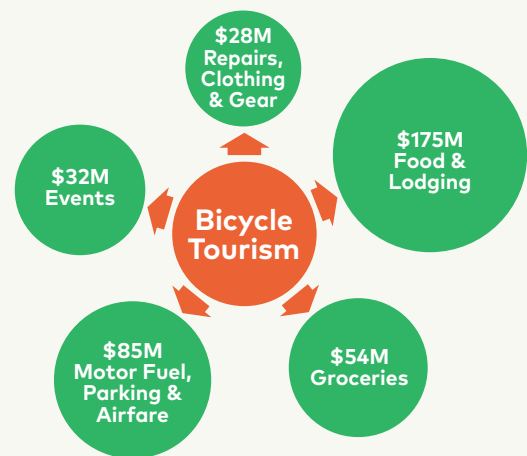 $28M
Repairs,
Clothing
& Gear
$175M
Food &
Lodging
$32M
Events
Bicycle
Tourism
$85M
Motor Fuel,
Parking &
Airfare
$54M
Groceries